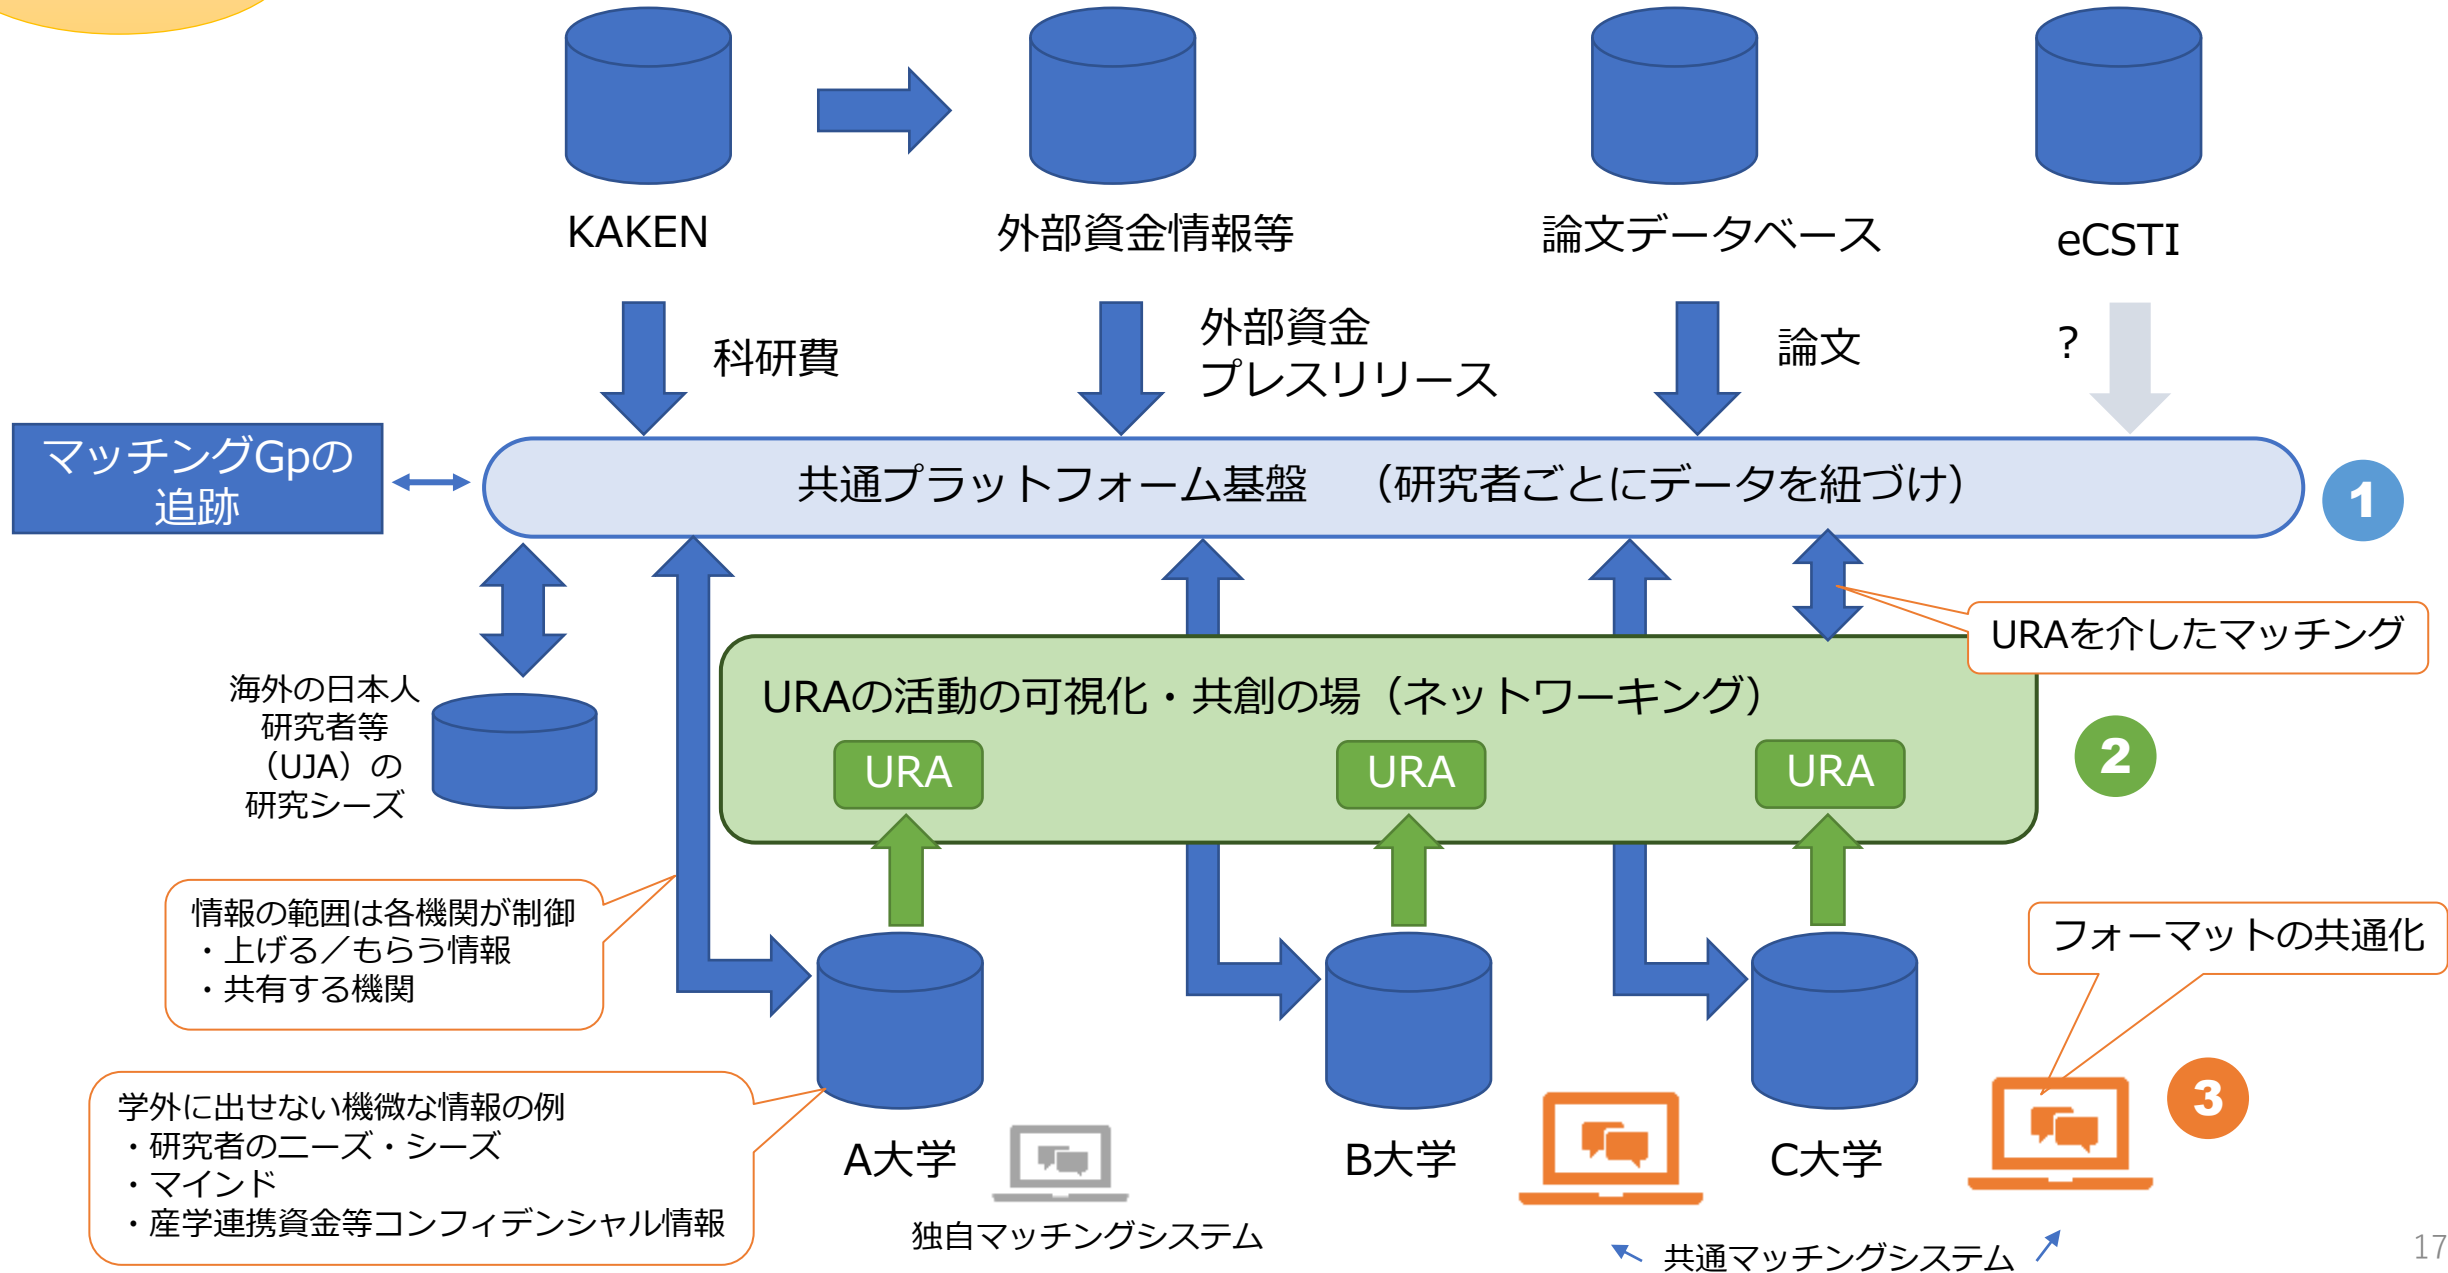 KAKEN
外部資金情報等
論文データベース
eCSTI
科研費
外部資金
プレスリリース
論文
?
マッチングGpの
追跡
共通プラットフォーム基盤　（研究者ごとにデータを紐づけ）
1
URAを介したマッチング
海外の日本人
研究者等
（UJA）の
研究シーズ
URAの活動の可視化・共創の場（ネットワーキング）
URA
URA
URA
2
情報の範囲は各機関が制御
・上げる／もらう情報
・共有する機関
フォーマットの共通化
学外に出せない機微な情報の例
・研究者のニーズ・シーズ
・マインド
・産学連携資金等コンフィデンシャル情報
A大学
B大学
C大学
3
独自マッチングシステム
共通マッチングシステム
17